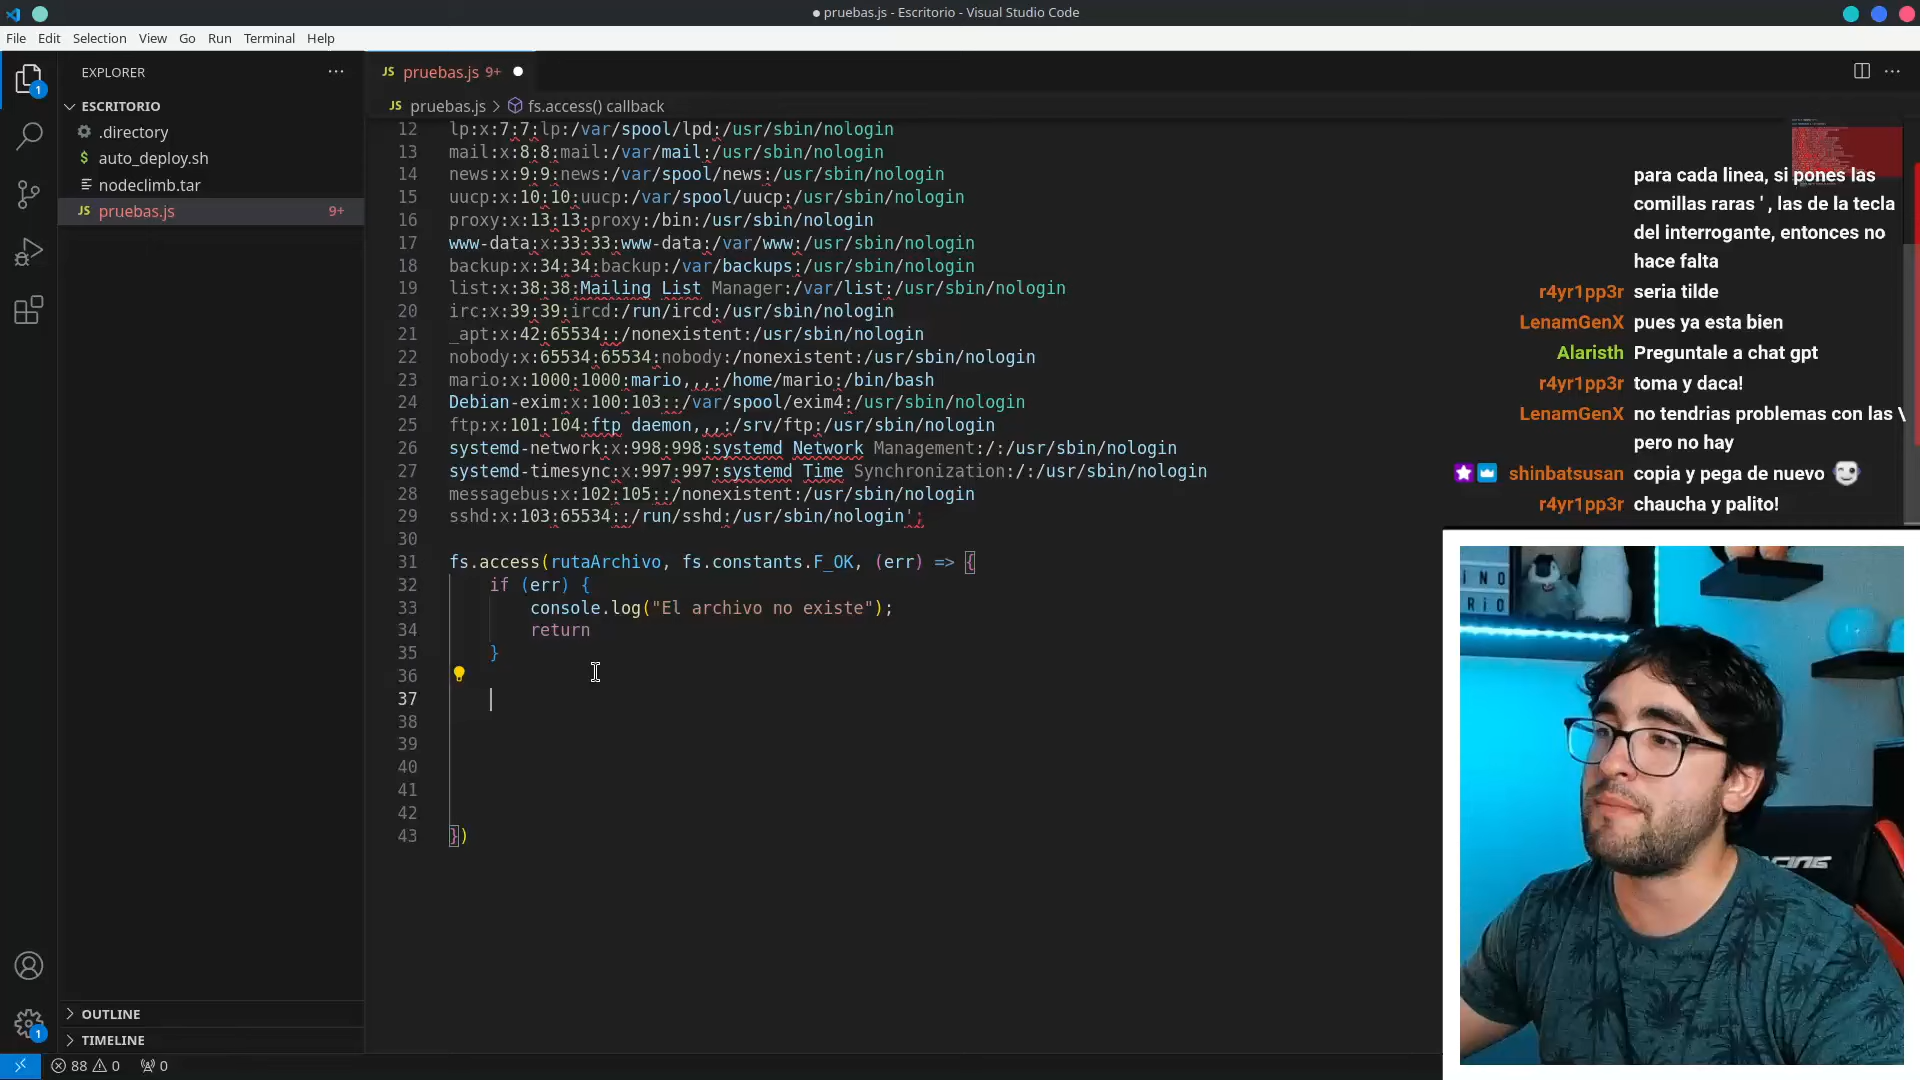 pruebas.js - Escritorio - Visual Studio Code
File Edit Selection View Go Run Terminal Help
EXPLORER
ESCRITORIO
.directory
auto_deploy.sh
nodeclimb.tar
JS pruebas.js 9+
OUTLINE
TIMELINE
JS pruebas.js 9+
JS pruebas.js > fs.access() callback
12 lp:x:7:7:lp:/var/spool/lpd:/usr/sbin/nologin
13 mail:x:8:8:mail:/var/mail:/usr/sbin/nologin
14 news:x:9:9:news:/var/spool/news:/usr/sbin/nologin
15 uucp:x:10:10:uucp:/var/spool/uucp:/usr/sbin/nologin
16 proxy:x:13:13:proxy:/bin:/usr/sbin/nologin
17 www-data:x:33:33:www-data:/var/www:/usr/sbin/nologin
18 backup:x:34:34:backup:/var/backups:/usr/sbin/nologin
19 list:x:38:38:Mailing List Manager:/var/list:/usr/sbin/nologin
20 irc:x:39:39:ircd:/run/ircd:/usr/sbin/nologin
21 _apt:x:42:65534::/nonexistent:/usr/sbin/nologin
22 nobody:x:65534:65534:nobody:/nonexistent:/usr/sbin/nologin
23 mario:x:1000:1000:mario,,,:/home/mario:/bin/bash
24 Debian-exim:x:100:103::/var/spool/exim4:/usr/sbin/nologin
25 ftp:x:101:104:ftp daemon,,,:/srv/ftp:/usr/sbin/nologin
26 systemd-network:x:998:998:systemd Network Management:/:/usr/sbin/nologin
27 systemd-timesync:x:997:997:systemd Time Synchronization:/:/usr/sbin/nologin
28 messagebus:x:102:105::/nonexistent:/usr/sbin/nologin
29 sshd:x:103:65534::/run/sshd:/usr/sbin/nologin';
30
31 fs.access(rutaArchivo, fs.constants.F_OK, (err) => {
32 if (err) {
33 console.log("El archivo no existe");
34 return
35 }
36
37
38
39
40
41
42
43 })
para cada linea, si pones las
comillas raras ' , las de la tecla
del interrogante, entonces no
hace falta
r4yr1pp3r seria tilde
LenamGenX pues ya esta bien
Alaristh Preguntale a chat gpt
r4yr1pp3r toma y daca!
LenamGenX no tendrias problemas con las \
pero no hay
shinbatsusan copia y pega de nuevo
r4yr1pp3r chaucha y palito!
1
1
88 0 0